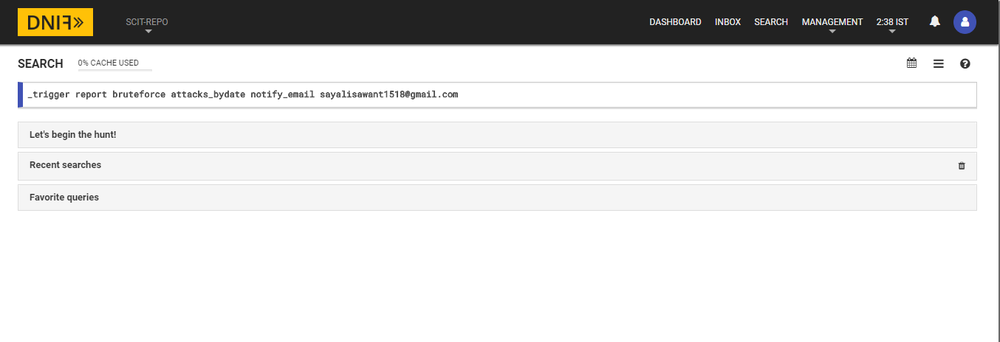 DNIF
SCIT-REPO
DASHBOARD INBOX SEARCH MANAGEMENT 2:38 IST
SEARCH 0% CACHE USED
_trigger report bruteforce attacks_bydate notify_email sayalisawant1518@gmail.com
Let's begin the hunt!
Recent searches
Favorite queries